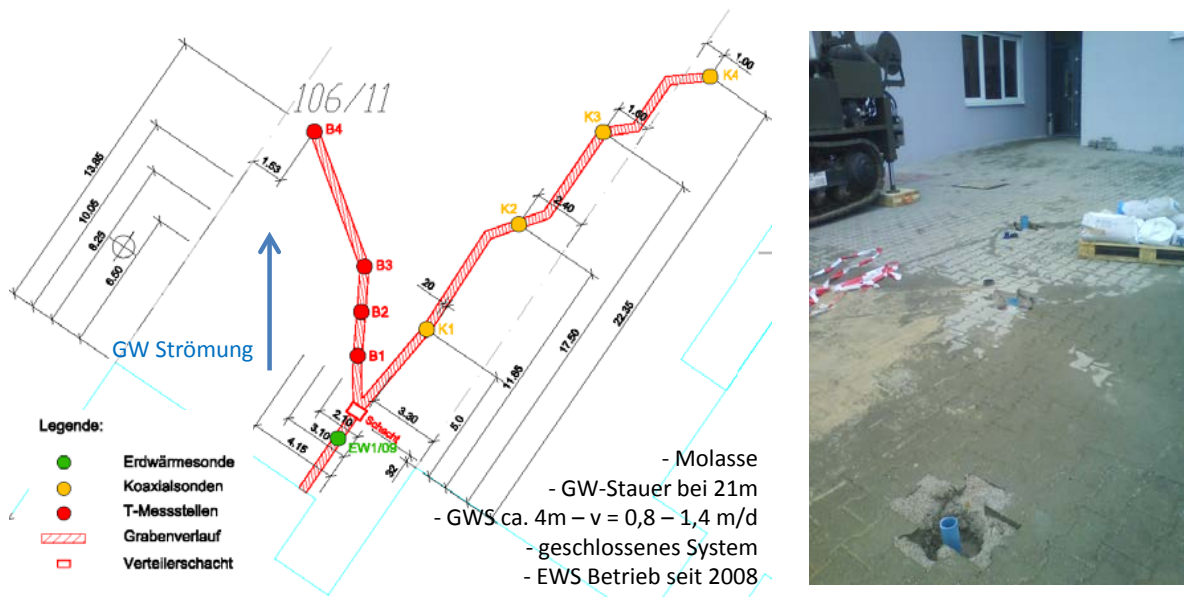 106/11
B4
1.53
13.85
10.05
8.25
6.50
GW Strömung
B3
B2
B1
1.00
K4
K3
1.60
2.40
K2
20
K1
22.35
17.50
11.65
5.0
3.30
Schacht
2.10
3.10
4.15
EW1/09
32
Legende:
Erdwärmesonde
Koaxialsonden
T-Messstellen
Grabenverlauf
Verteilerschacht
- Molasse
- GW-Stauer bei 21m
- GWS ca. 4m – v = 0,8 – 1,4 m/d
- geschlossenes System
- EWS Betrieb seit 2008